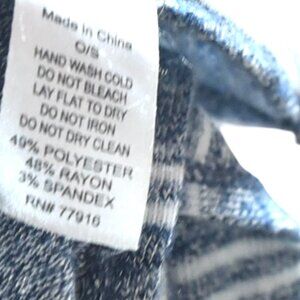 Made in China
O/S
HAND WASH COLD
DO NOT BLEACH
LAY FLAT TO DRY
DO NOT IRON
DO NOT DRY CLEAN
49% POLYESTER
48% RAYON
3% SPANDEX
RN# 77916